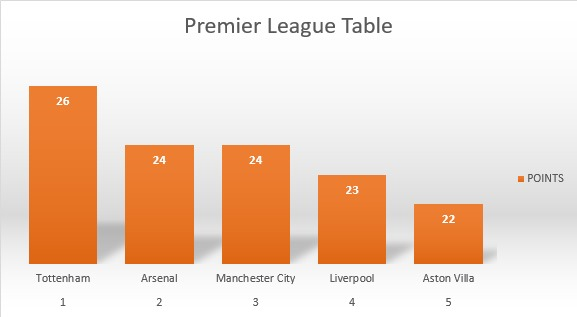 Premier League Table
26
24
24
23
22
POINTS
Tottenham Arsenal Manchester City Liverpool Aston Villa
1 2 3 4 5